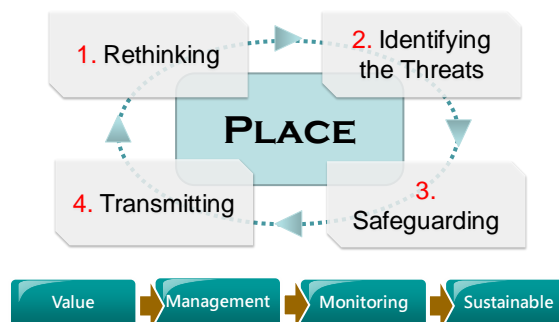 1. Rethinking
2. Identifying
the Threats
PLACE
4. Transmitting
3.
Safeguarding
Value
Management
Monitoring
Sustainable